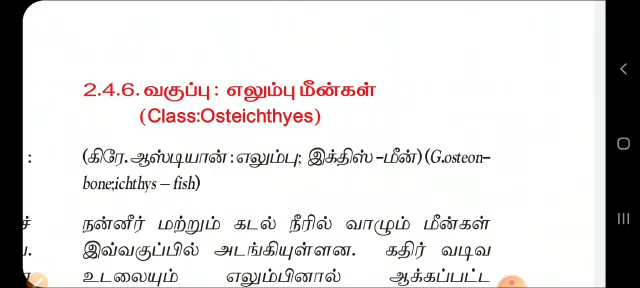 2.4.6. வகுப்பு : எலும்பு மீன்கள்
(Class:Osteichthyes)
: (கிரே. ஆஸ்டியான் : எலும்பு; இக்திஸ் –மீன்) (G.osteon–
bone;ichthys – fish)
ச் நன்னீர் மற்றும் கடல் நீரில் வாழும் மீன்கள்
இவ்வகுப்பில் அடங்கியுள்ளன. கதிர் வடிவ
உடலையும் எலும்பினால் ஆக்கப்பட்ட